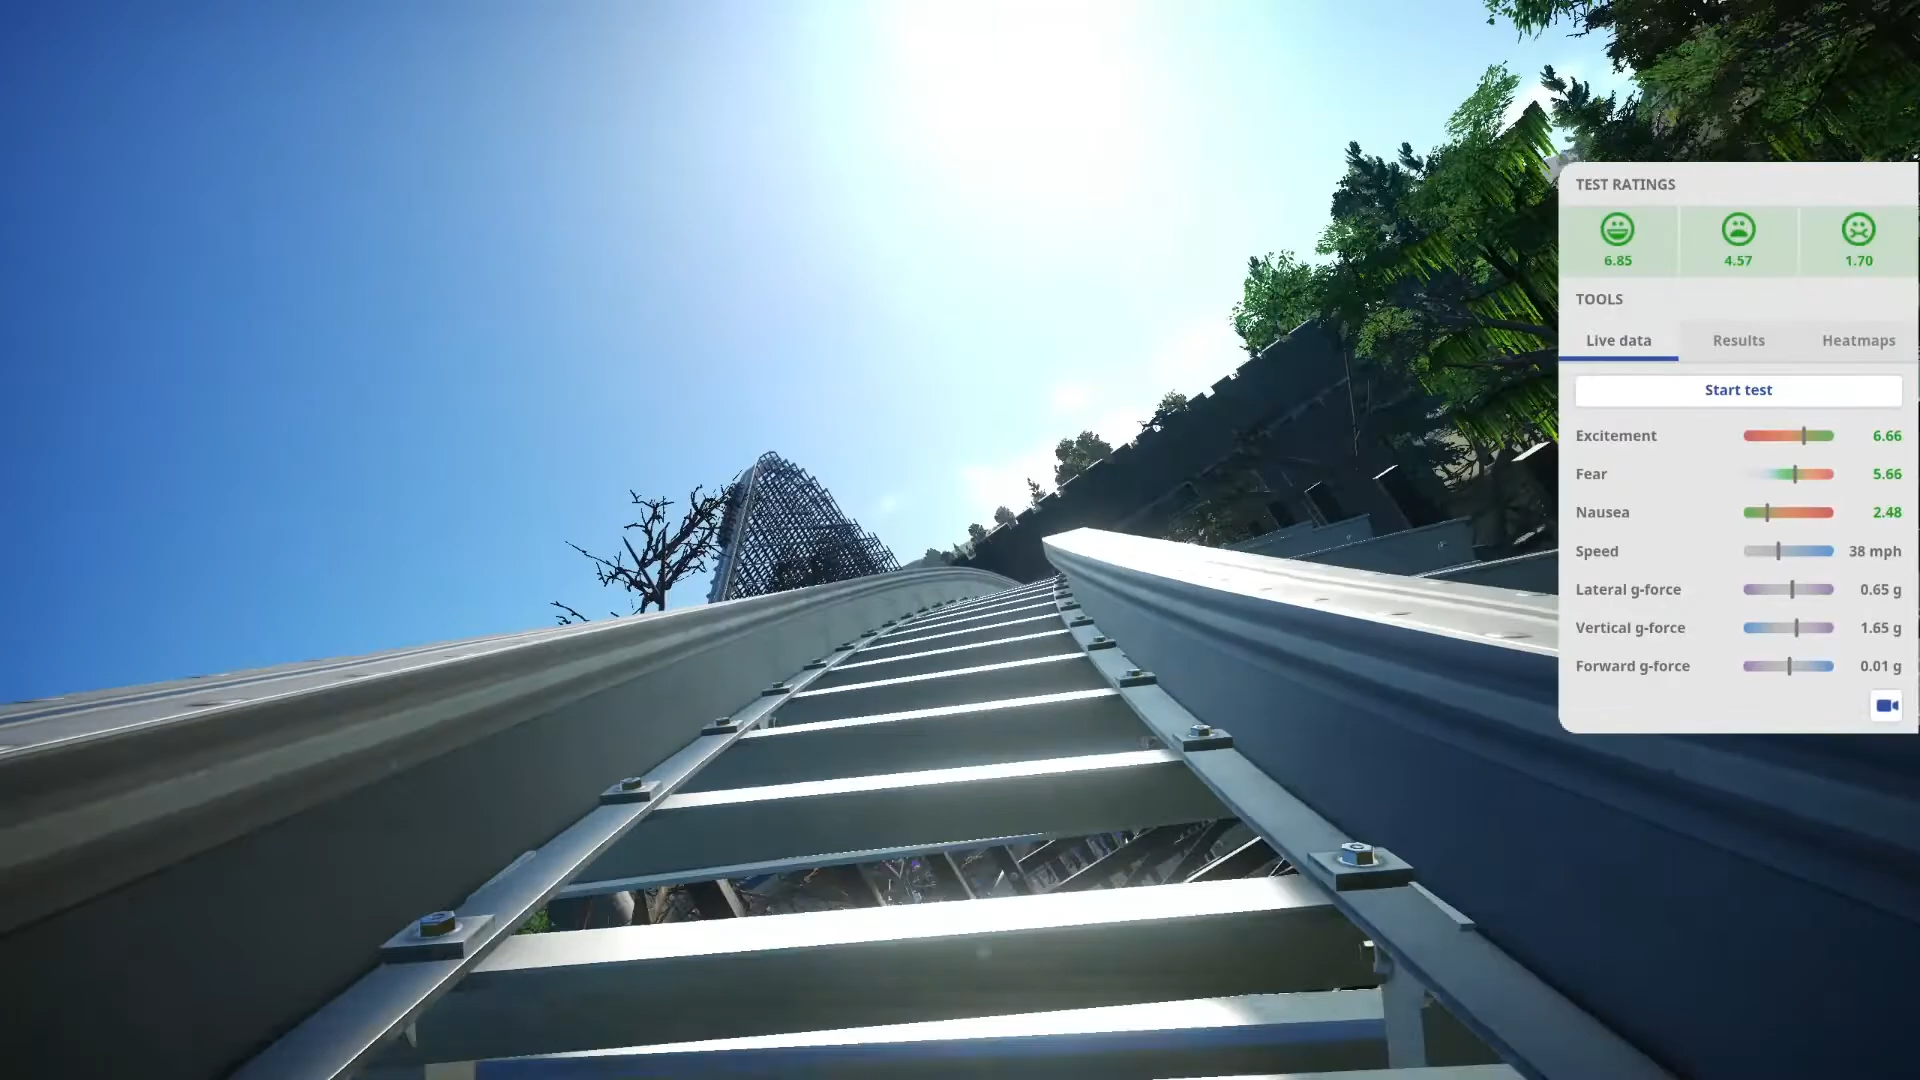 TEST RATINGS
6.85 4.57 1.70
TOOLS
Live data Results Heatmaps
Start test
Excitement 6.66
Fear 5.66
Nausea 2.48
Speed 38 mph
Lateral g-force 0.65 g
Vertical g-force 1.65 g
Forward g-force 0.01 g